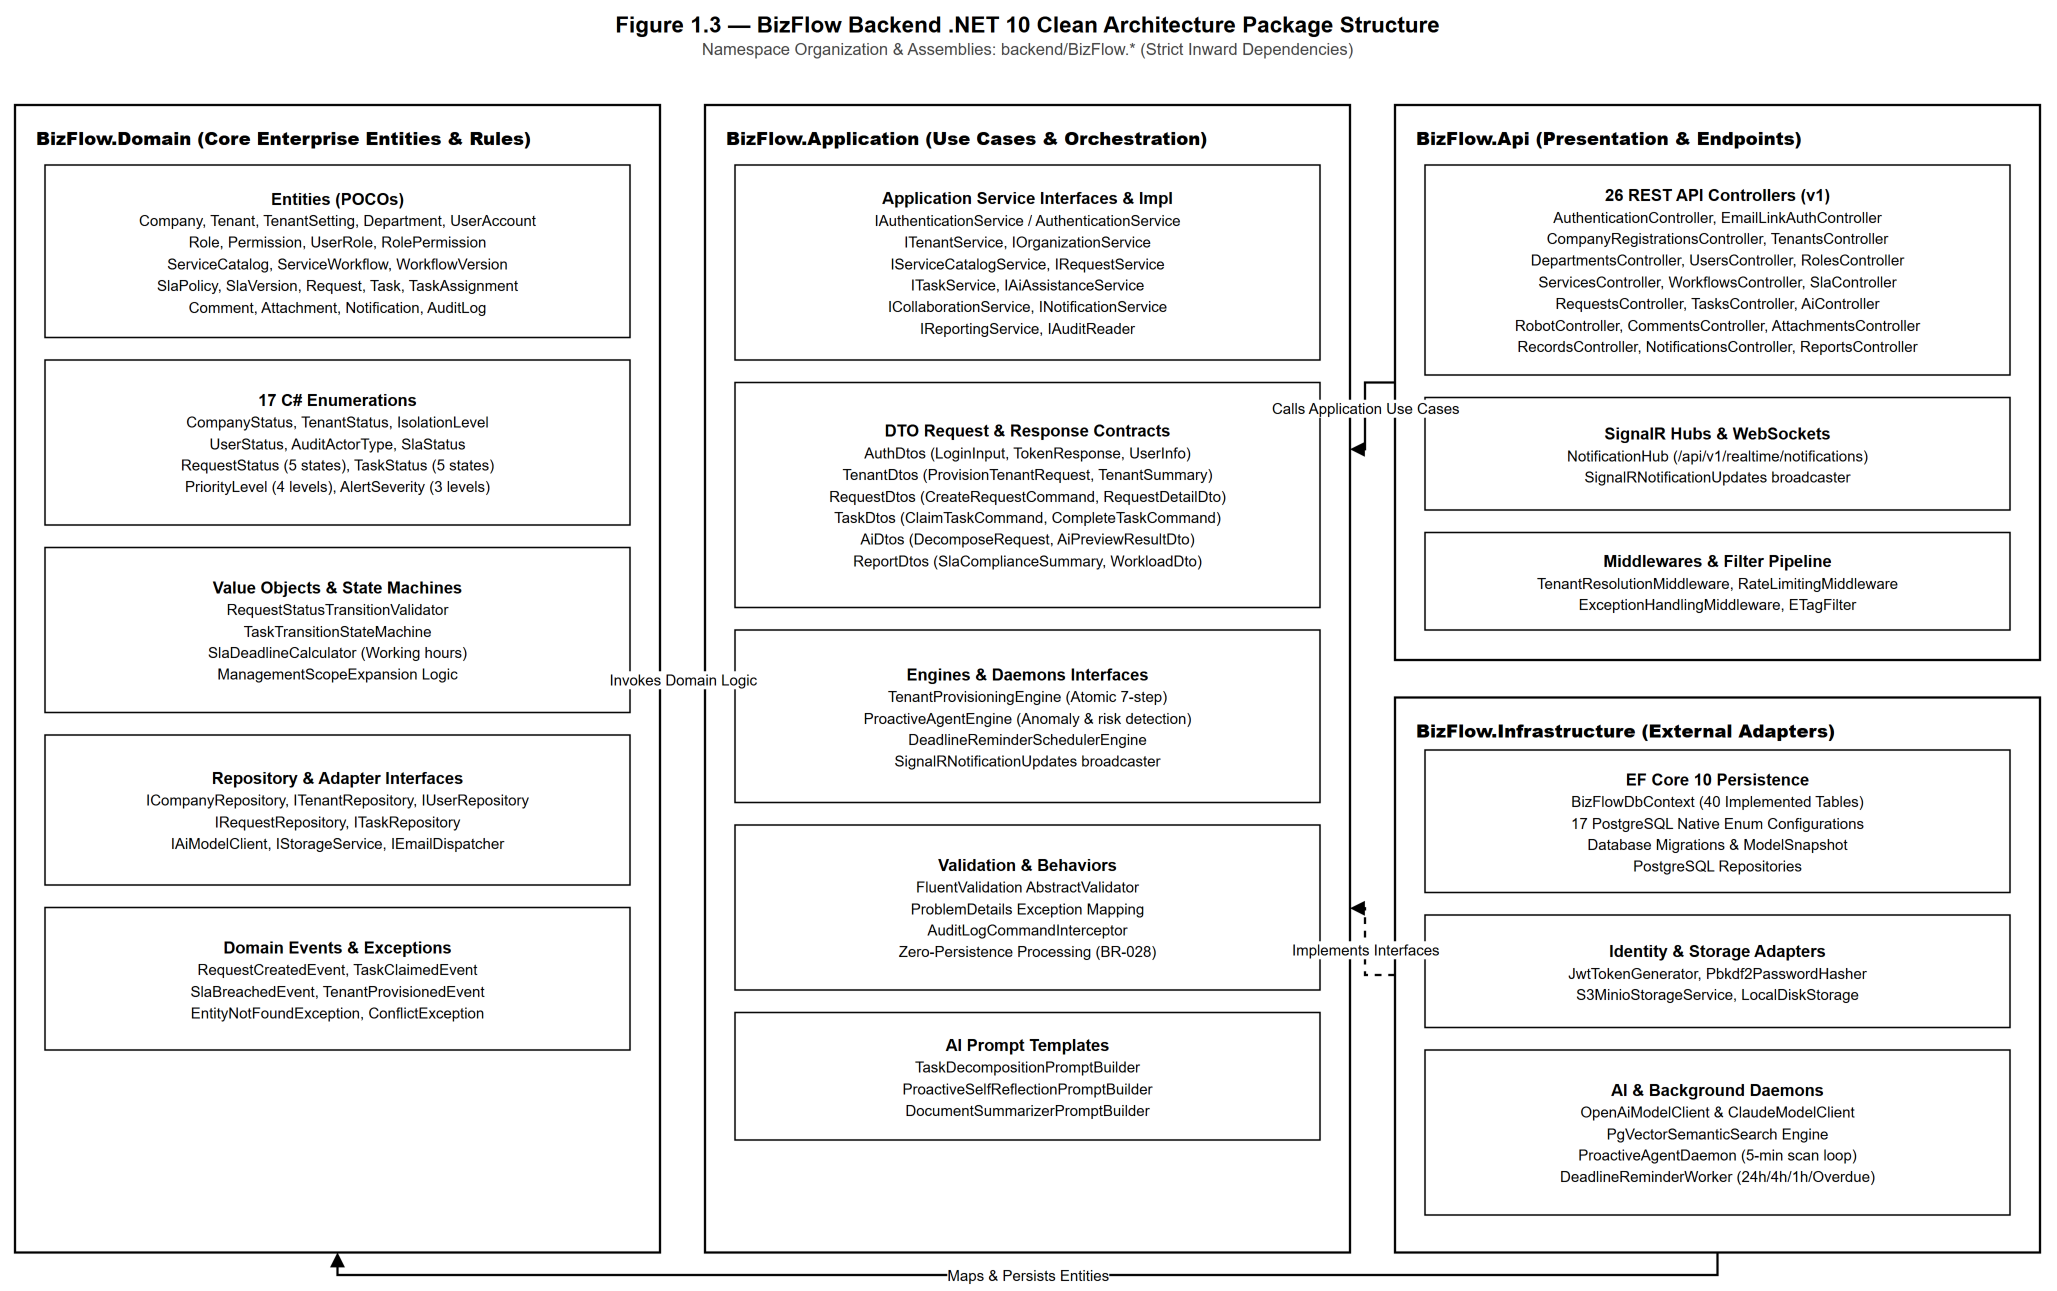 Figure 1.3 — BizFlow Backend .NET 10 Clean Architecture Package Structure
Namespace Organization & Assemblies: backend/BizFlow.* (Strict Inward Dependencies)
BizFlow.Domain (Core Enterprise Entities & Rules)
Entities (POCOs)
Company, Tenant, TenantSetting, Department, UserAccount
Role, Permission, UserRole, RolePermission
ServiceCatalog, ServiceWorkflow, WorkflowVersion
SlaPolicy, SlaVersion, Request, Task, TaskAssignment
Comment, Attachment, Notification, AuditLog
17 C# Enumerations
CompanyStatus, TenantStatus, IsolationLevel
UserStatus, AuditActorType, SlaStatus
RequestStatus (5 states), TaskStatus (5 states)
PriorityLevel (4 levels), AlertSeverity (3 levels)
Value Objects & State Machines
RequestStatusTransitionValidator
TaskTransitionStateMachine
SlaDeadlineCalculator (Working hours)
ManagementScopeExpansion Logic
Repository & Adapter Interfaces
ICompanyRepository, ITenantRepository, IUserRepository
IRequestRepository, ITaskRepository
IAiModelClient, IStorageService, IEmailDispatcher
Domain Events & Exceptions
RequestCreatedEvent, TaskClaimedEvent
SlaBreachedEvent, TenantProvisionedEvent
EntityNotFoundException, ConflictException
Invokes Domain Logic
BizFlow.Application (Use Cases & Orchestration)
Application Service Interfaces & Impl
IAuthenticationService / AuthenticationService
ITenantService, IOrganizationService
IServiceCatalogService, IRequestService
ITaskService, IAiAssistanceService
ICollaborationService, INotificationService
IReportingService, IAuditReader
DTO Request & Response Contracts
AuthDtos (LoginInput, TokenResponse, UserInfo)
TenantDtos (ProvisionTenantRequest, TenantSummary)
RequestDtos (CreateRequestCommand, RequestDetailDto)
TaskDtos (ClaimTaskCommand, CompleteTaskCommand)
AiDtos (DecomposeRequest, AiPreviewResultDto)
ReportDtos (SlaComplianceSummary, WorkloadDto)
Engines & Daemons Interfaces
TenantProvisioningEngine (Atomic 7-step)
ProactiveAgentEngine (Anomaly & risk detection)
DeadlineReminderSchedulerEngine
SignalRNotificationUpdates broadcaster
Validation & Behaviors
FluentValidation AbstractValidator
ProblemDetails Exception Mapping
AuditLogCommandInterceptor
Zero-Persistence Processing (BR-028)
AI Prompt Templates
TaskDecompositionPromptBuilder
ProactiveSelfReflectionPromptBuilder
DocumentSummarizerPromptBuilder
Calls Application Use Cases
Implements Interfaces
BizFlow.Api (Presentation & Endpoints)
26 REST API Controllers (v1)
AuthenticationController, EmailLinkAuthController
CompanyRegistrationsController, TenantsController
DepartmentsController, UsersController, RolesController
ServicesController, WorkflowsController, SlaController
RequestsController, TasksController, AiController
RobotController, CommentsController, AttachmentsController
RecordsController, NotificationsController, ReportsController
SignalR Hubs & WebSockets
NotificationHub (/api/v1/realtime/notifications)
SignalRNotificationUpdates broadcaster
Middlewares & Filter Pipeline
TenantResolutionMiddleware, RateLimitingMiddleware
ExceptionHandlingMiddleware, ETagFilter
BizFlow.Infrastructure (External Adapters)
EF Core 10 Persistence
BizFlowDbContext (40 Implemented Tables)
17 PostgreSQL Native Enum Configurations
Database Migrations & ModelSnapshot
PostgreSQL Repositories
Identity & Storage Adapters
JwtTokenGenerator, Pbkdf2PasswordHasher
S3MinioStorageService, LocalDiskStorage
AI & Background Daemons
OpenAiModelClient & ClaudeModelClient
PgVectorSemanticSearch Engine
ProactiveAgentDaemon (5-min scan loop)
DeadlineReminderWorker (24h/4h/1h/Overdue)
Maps & Persists Entities